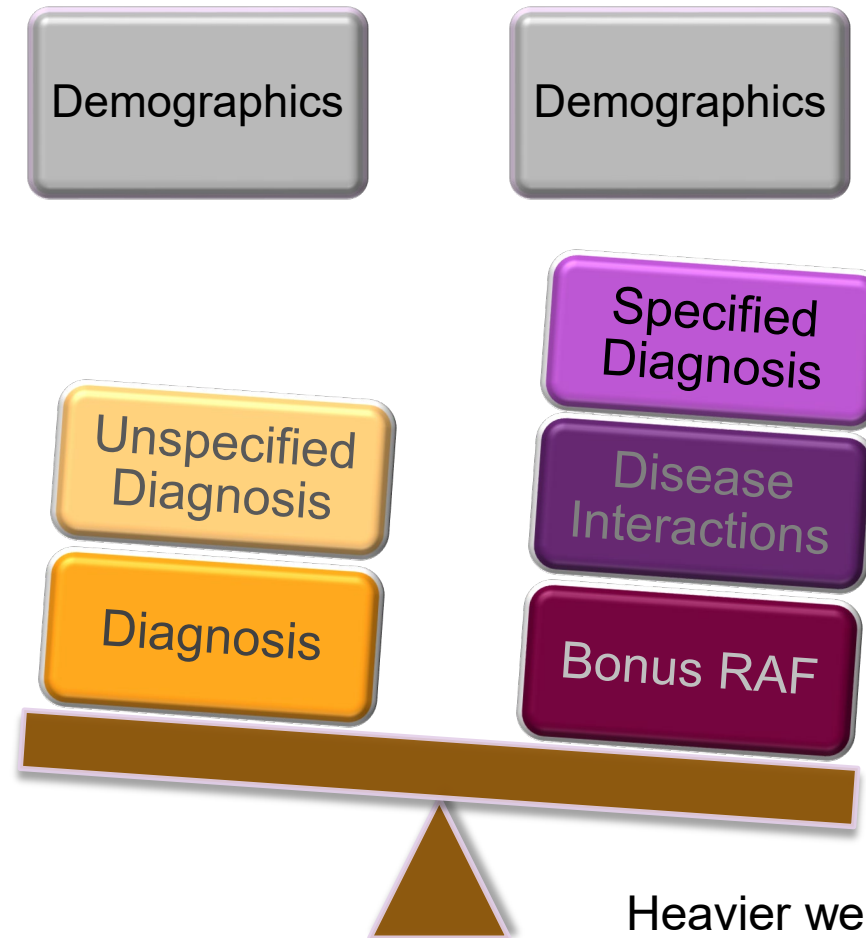 Demographics
Demographics
Specified
Diagnosis
Unspecified
Diagnosis
Disease
Interactions
Diagnosis
Bonus RAF
Heavier we